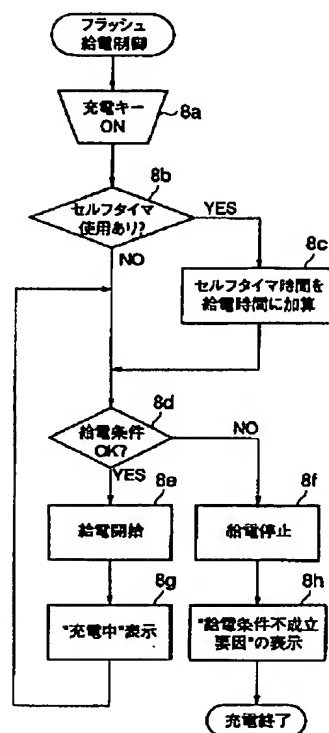 フラッシュ
給電制御
充電キー
ON
8a
8b
セルフタイマ
使用あり?
YES
NO
8c
セルフタイマ時間を
給電時間に加算
8d
給電条件
OK?
NO
YES
8e
給電開始
8f
給電停止
8g
"充電中"表示
8h
"給電条件不成立
要因"の表示
充電終了